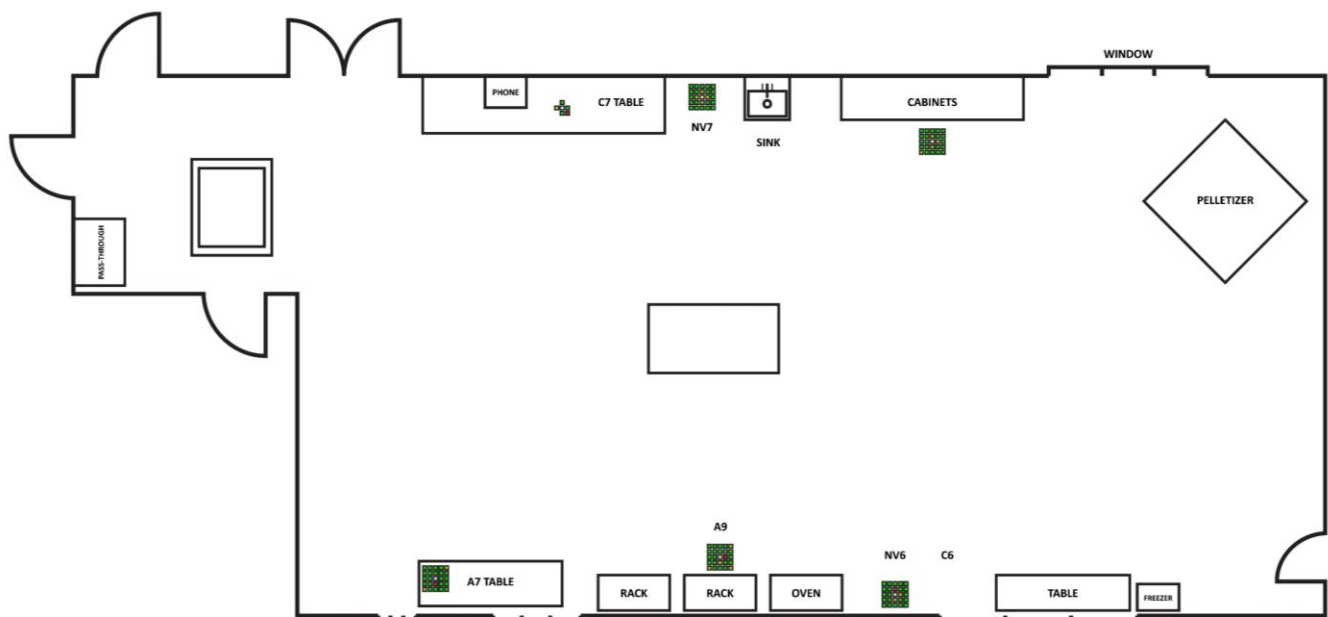 WINDOW
PHONE
C7 TABLE
NV7
SINK
CABINETS
PELLETIZER
PASS-THROUGH
A9
NV6
C6
A7 TABLE
RACK
RACK
OVEN
TABLE
FREEZER